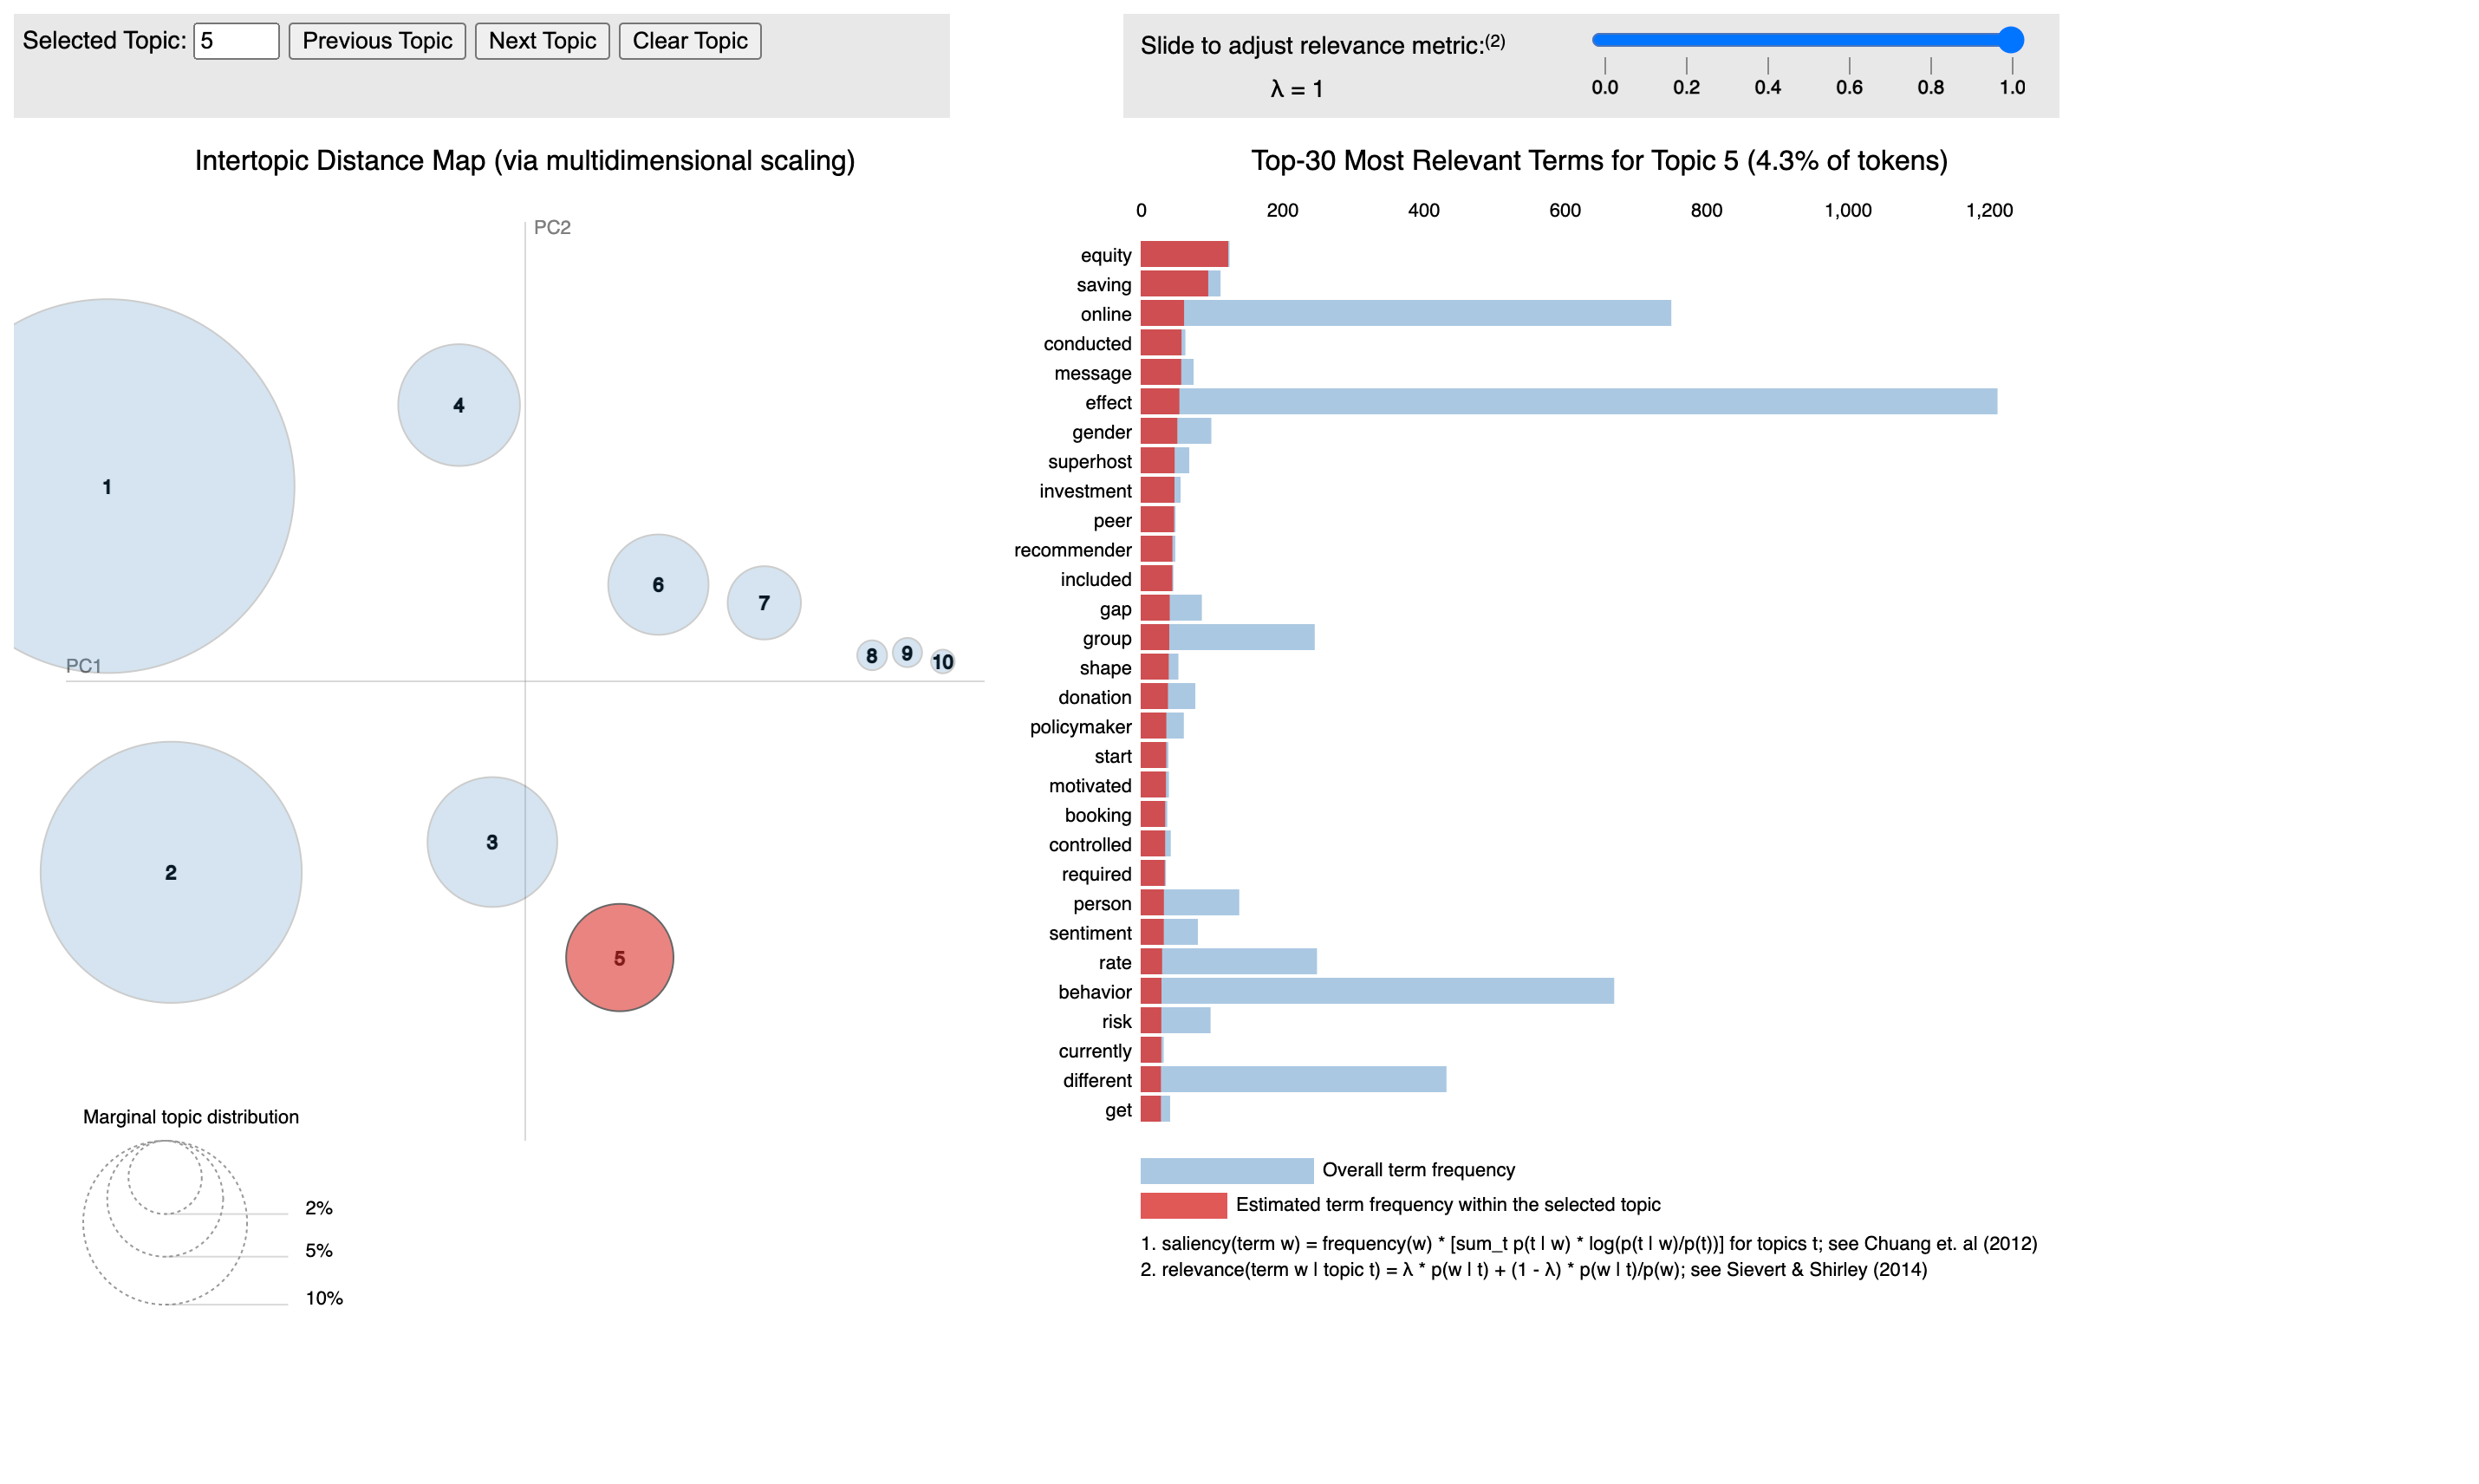 Selected Topic: 5 Previous Topic Next Topic Clear Topic
Slide to adjust relevance metric:(2)
λ = 1
0.0 0.2 0.4 0.6 0.8 1.0
Intertopic Distance Map (via multidimensional scaling)
PC2
PC1
1
4
6
7
8
9
10
2
3
5
Marginal topic distribution
2%
5%
10%
Top-30 Most Relevant Terms for Topic 5 (4.3% of tokens)
0 200 400 600 800 1,000 1,200
equity
saving
online
conducted
message
effect
gender
superhost
investment
peer
recommender
included
gap
group
shape
donation
policymaker
start
motivated
booking
controlled
required
person
sentiment
rate
behavior
risk
currently
different
get
Overall term frequency
Estimated term frequency within the selected topic
1. saliency(term w) = frequency(w) * [sum_t p(t | w) * log(p(t | w)/p(t))] for topics t; see Chuang et. al (2012)
2. relevance(term w | topic t) = λ * p(w | t) + (1 - λ) * p(w | t)/p(w); see Sievert & Shirley (2014)